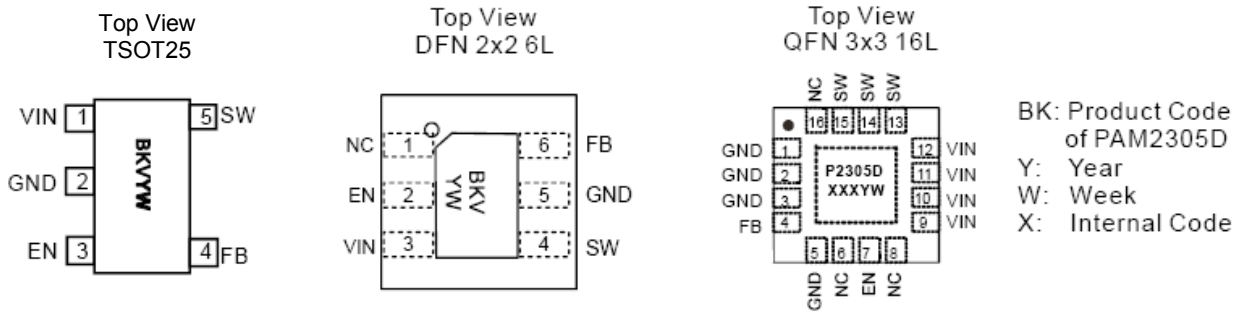 Top View
TSOT25
VIN 1
5 SW
BKVYW
GND 2
EN 3
4 FB
Top View
DFN 2x2 6L
NC 1
6 FB
EN 2
BKV
YW
5 GND
VIN 3
4 SW
Top View
QFN 3x3 16L
NC SW SW SW
16 15 14 13
GND 1
12 VIN
GND 2
11 VIN
GND 3
10 VIN
FB 4
9 VIN
P2305D
XXXYW
5 6 7 8
GND NC EN NC
BK: Product Code
of PAM2305D
Y: Year
W: Week
X: Internal Code